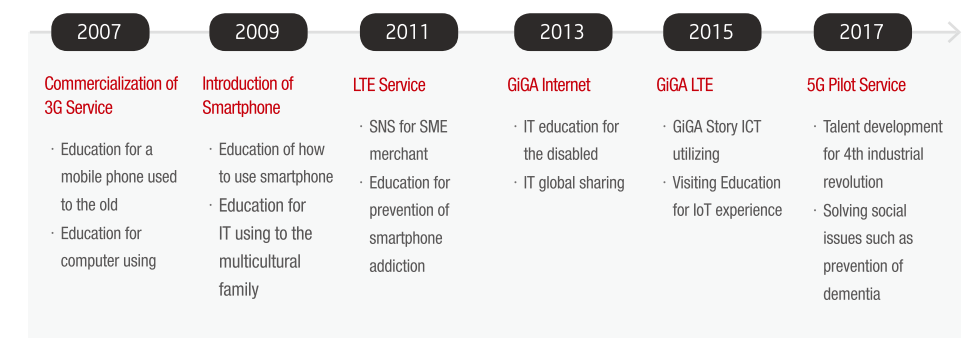 2007
2009
2011
2013
2015
2017
Commercialization of
3G Service
· Education for a
mobile phone used
to the old
· Education for
computer using
Introduction of
Smartphone
· Education of how
to use smartphone
· Education for
IT using to the
multicultural
family
LTE Service
· SNS for SME
merchant
· Education for
prevention of
smartphone
addiction
GiGA Internet
· IT education for
the disabled
· IT global sharing
GiGA LTE
· GiGA Story ICT
utilizing
· Visiting Education
for IoT experience
5G Pilot Service
· Talent development
for 4th industrial
revolution
· Solving social
issues such as
prevention of
dementia